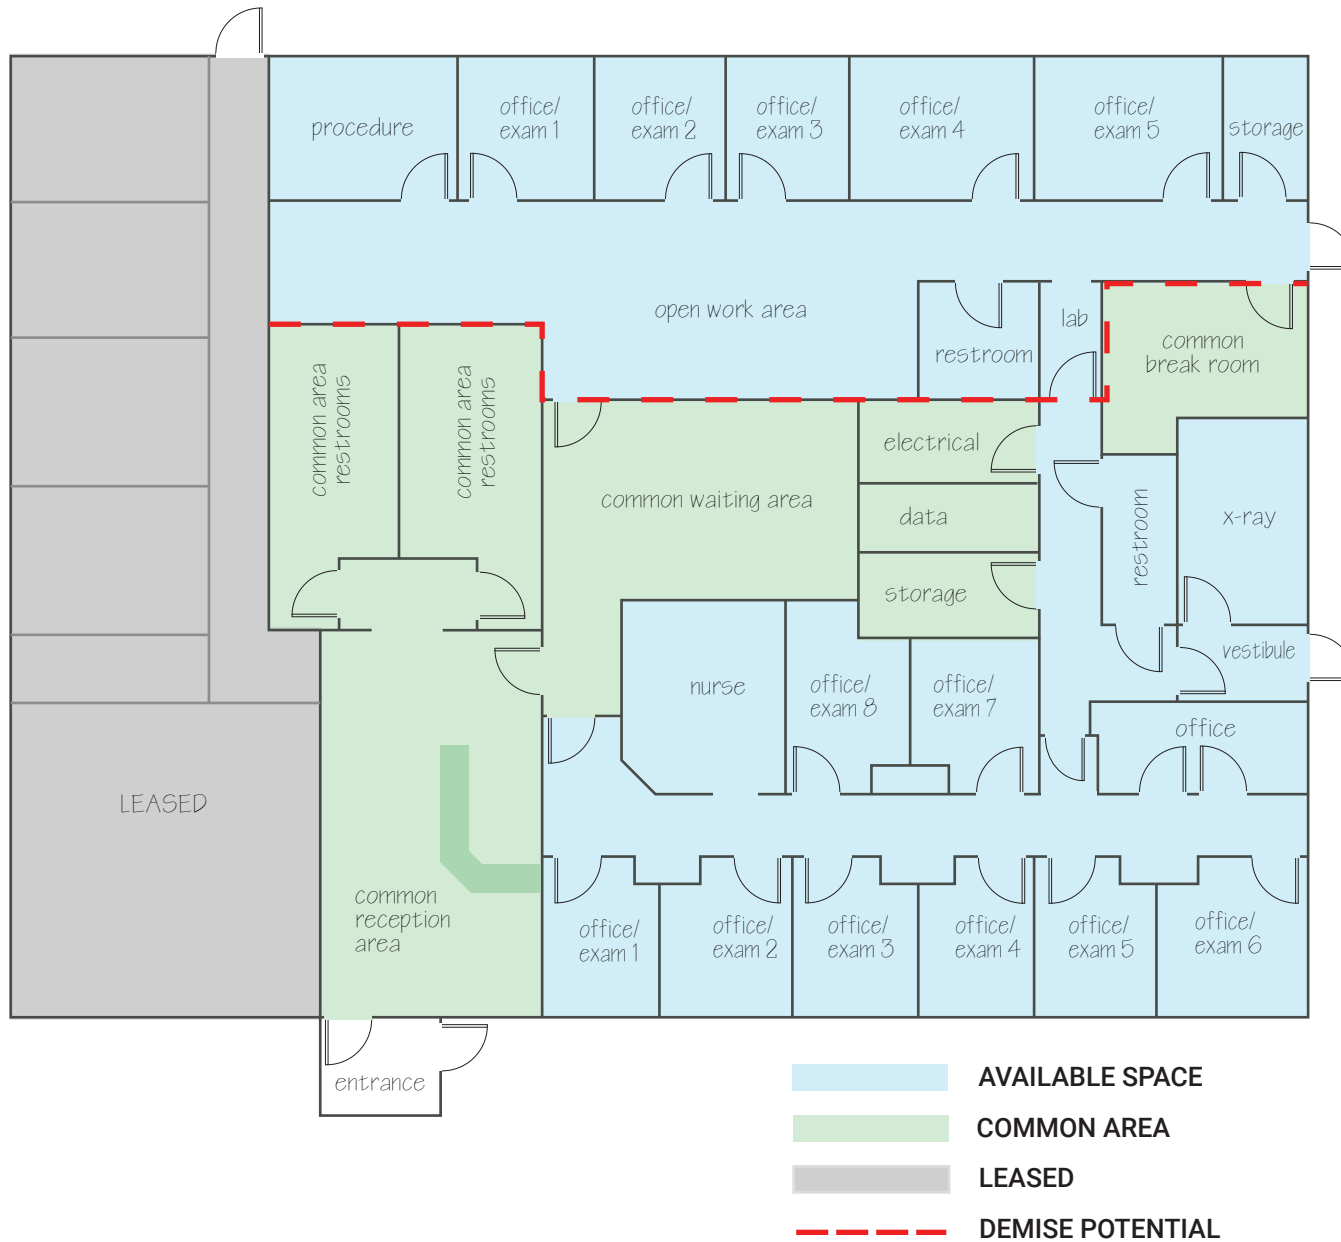 procedure
office/
exam 1
office/
exam 2
office/
exam 3
office/
exam 4
office/
exam 5
storage
open work area
restroom
lab
common
break room
common area
restrooms
common area
restrooms
common waiting area
electrical
data
storage
restroom
x-ray
vestibule
nurse
office/
exam 8
office/
exam 7
office
LEASED
common
reception
area
office/
exam 1
office/
exam 2
office/
exam 3
office/
exam 4
office/
exam 5
office/
exam 6
entrance
AVAILABLE SPACE
COMMON AREA
LEASED
DEMISE POTENTIAL